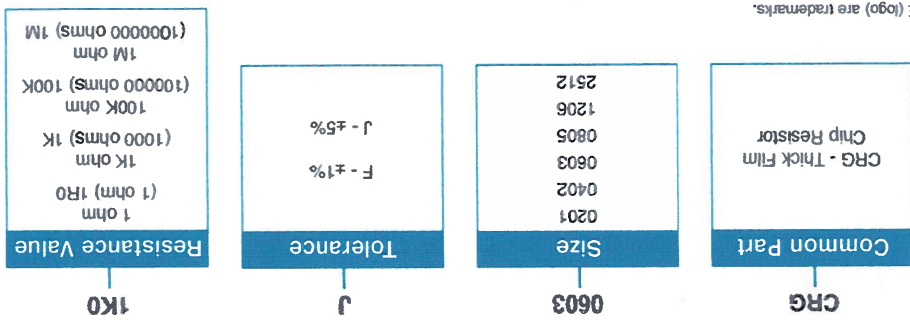 CRG
Common Part
CRG - Thick Film
Chip Resistor
0603
Size
0201
0402
0603
0805
1206
2512
J
Tolerance
F - ±1%
J - ±5%
1K0
Resistance Value
1 ohm
(1 ohm) 1R0
1K ohm
(1000 ohms) 1K
100K ohm
(100000 ohms) 100K
1M ohm
(1000000 ohms) 1M
(logo) are trademarks.